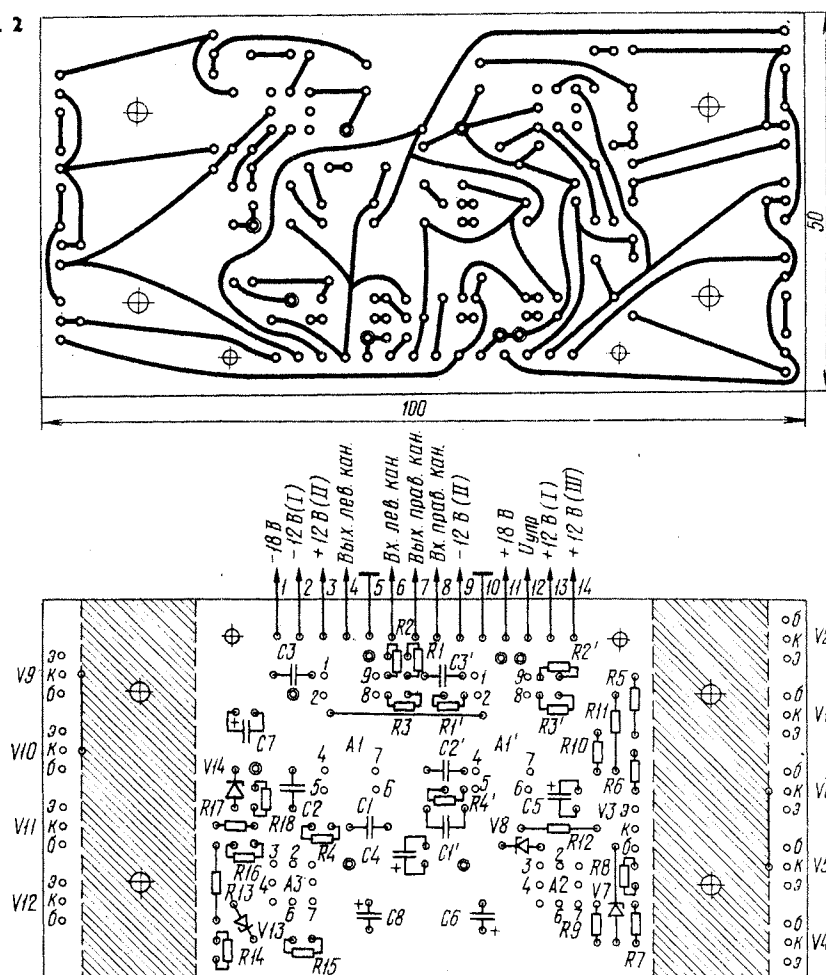 . 2
50
100
-18 В
-12 В (I)
+12 В (II)
Вых. лев. кан.
Вх. лев. кан.
Вых. прав. кан.
Вх. прав. кан.
-12 В (II)
+18 В
Uупр
+12 В (I)
+12 В (III)
1 2 3 4 5 6 7 8 9 10 11 12 13 14
R2
C3 1 9 R1 C3' 1 9 R2' R5
V9 э к б
2 8 R3 R1' 2 8 R3' R11
б к э
C7 R10
V10 э к б
4 A1 7 C2' 4 A1' 7
б к э
V14 5 6 5 6 C5 R6
R17 R18 C2 C1 R4' V3 э к б
б к э
V11 э к б
R4 C4 C1' V8 R12
R16 3 2 3 2 R8
б к э V5
R13 4 A3 4 A2 V7
V12 э к б
6 7 C8 C6 6 7 R9
V13
R14 R15 R7
б к э V4